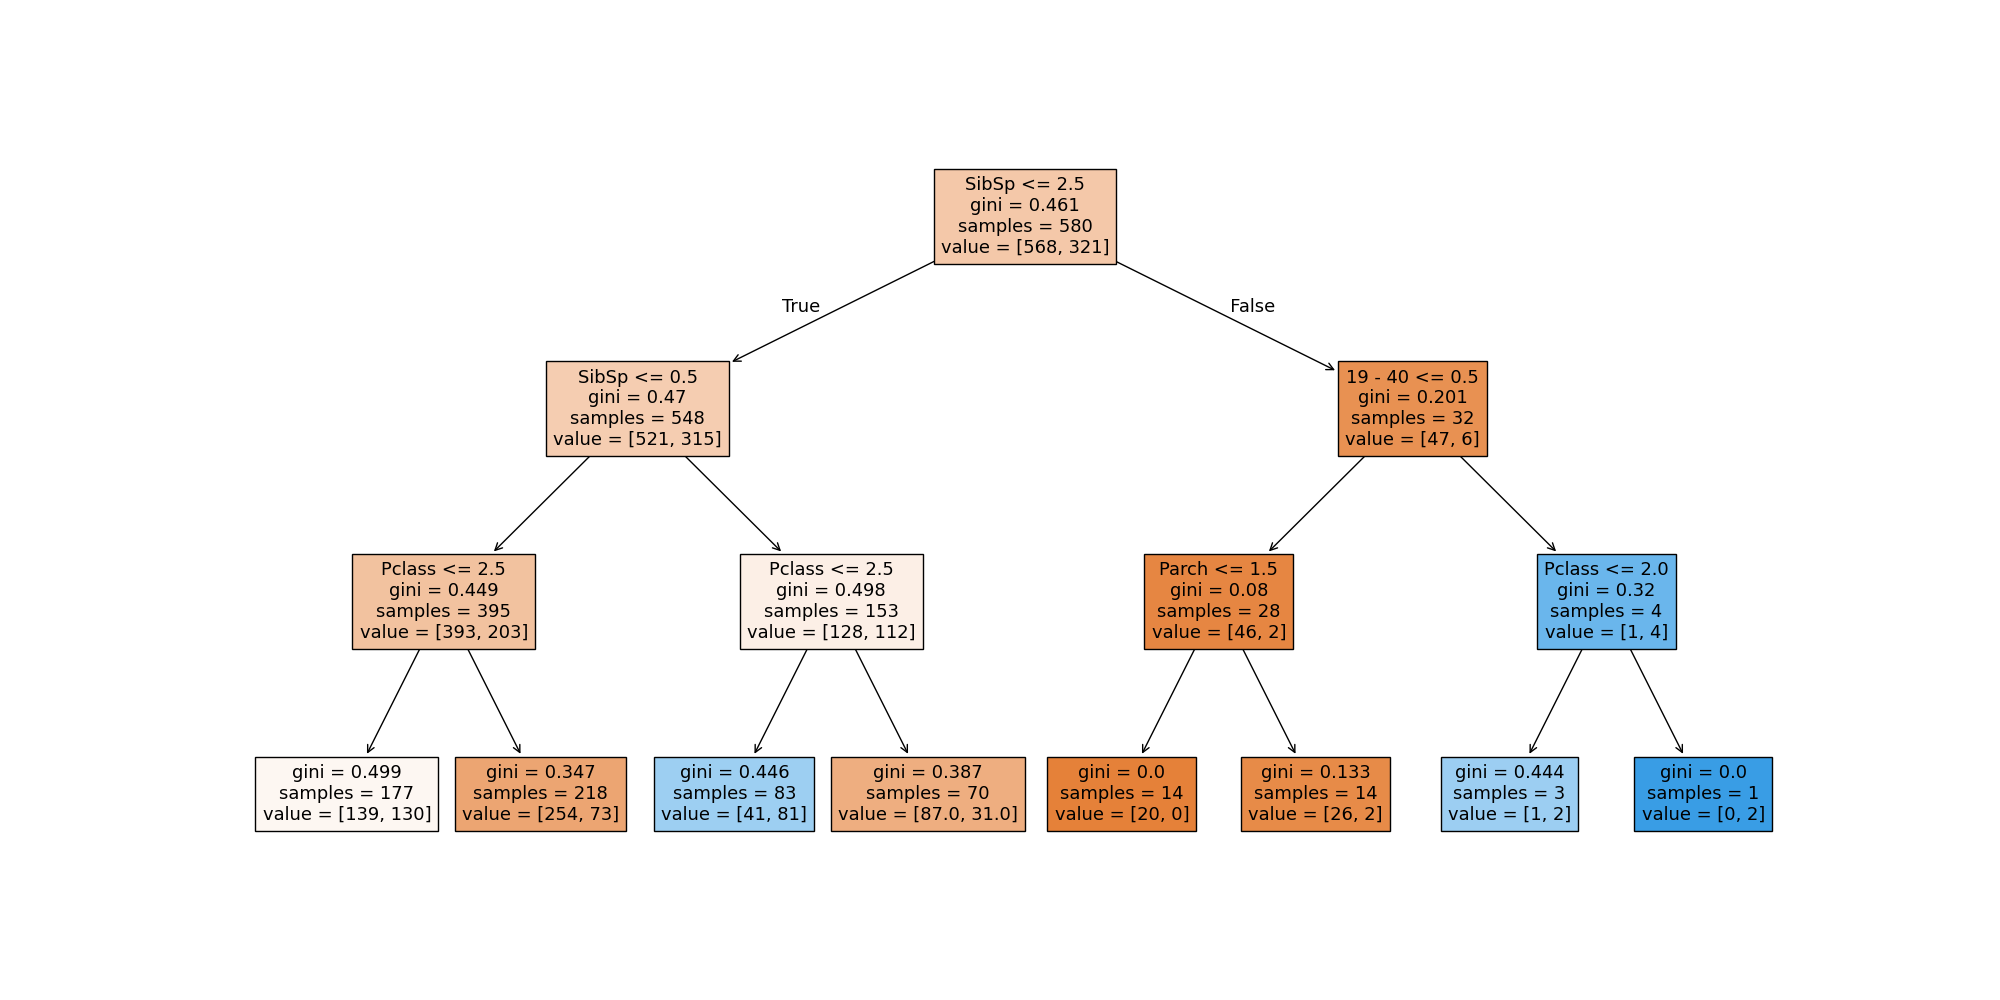 SibSp <= 2.5
gini = 0.461
samples = 580
value = [568, 321]
True
False
SibSp <= 0.5
gini = 0.47
samples = 548
value = [521, 315]
19 - 40 <= 0.5
gini = 0.201
samples = 32
value = [47, 6]
Pclass <= 2.5
gini = 0.449
samples = 395
value = [393, 203]
Pclass <= 2.5
gini = 0.498
samples = 153
value = [128, 112]
Parch <= 1.5
gini = 0.08
samples = 28
value = [46, 2]
Pclass <= 2.0
gini = 0.32
samples = 4
value = [1, 4]
gini = 0.499
samples = 177
value = [139, 130]
gini = 0.347
samples = 218
value = [254, 73]
gini = 0.446
samples = 83
value = [41, 81]
gini = 0.387
samples = 70
value = [87.0, 31.0]
gini = 0.0
samples = 14
value = [20, 0]
gini = 0.133
samples = 14
value = [26, 2]
gini = 0.444
samples = 3
value = [1, 2]
gini = 0.0
samples = 1
value = [0, 2]